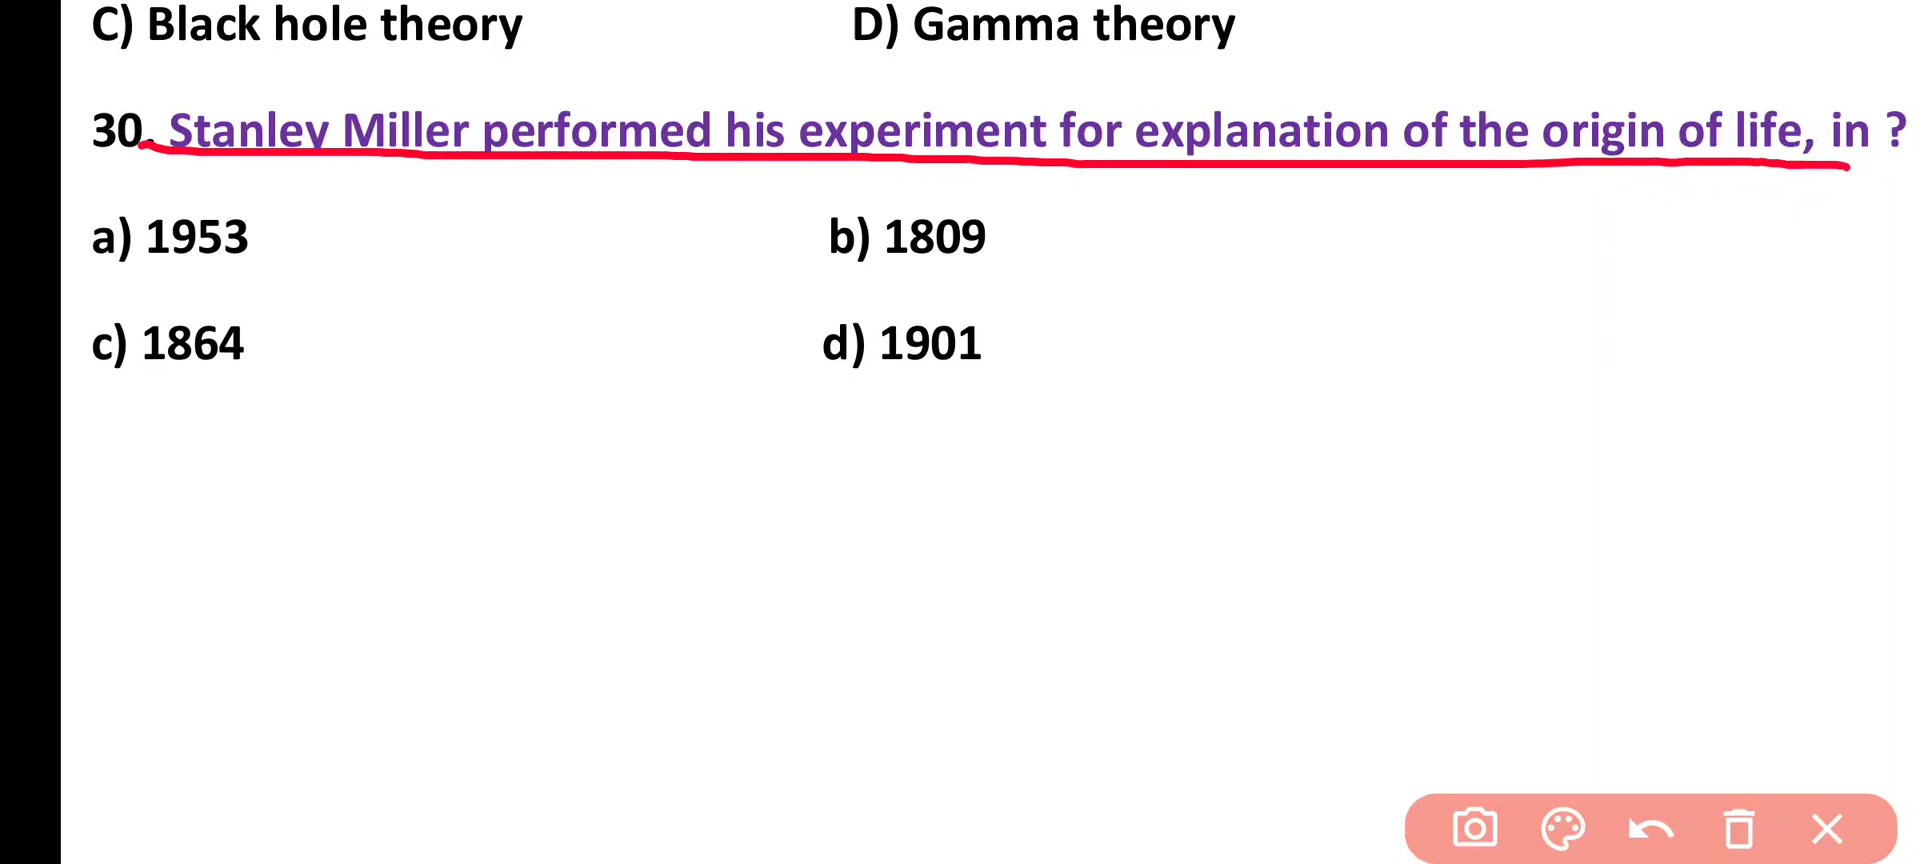 C) Black hole theory D) Gamma theory
30. Stanley Miller performed his experiment for explanation of the origin of life, in ?
a) 1953 b) 1809
c) 1864 d) 1901